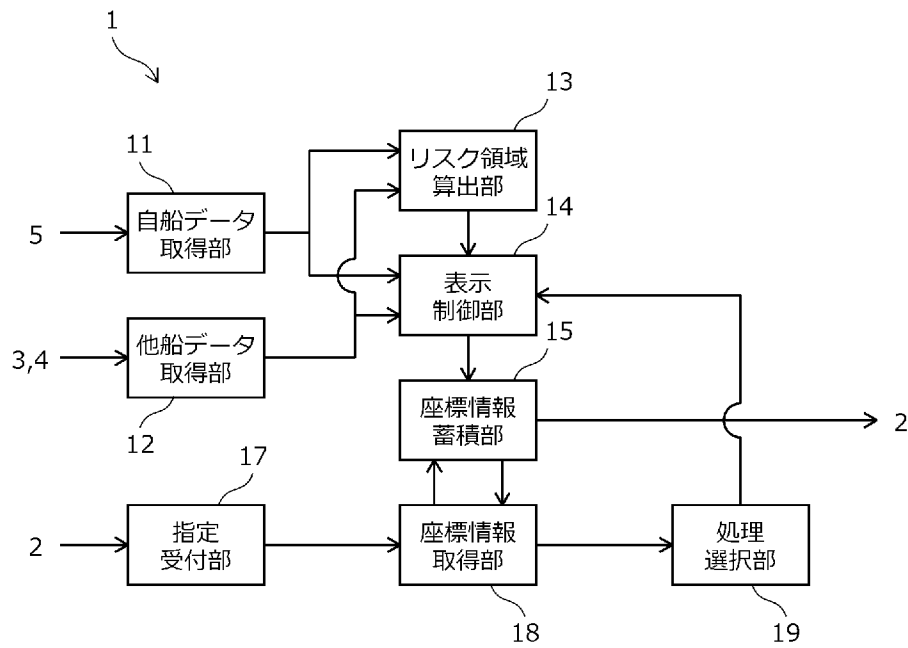 1
13
リスク領域
算出部
11
自船データ
取得部
5
14
表示
制御部
3,4
他船データ
取得部
12
15
座標情報
蓄積部
2
17
2
指定
受付部
座標情報
取得部
18
処理
選択部
19